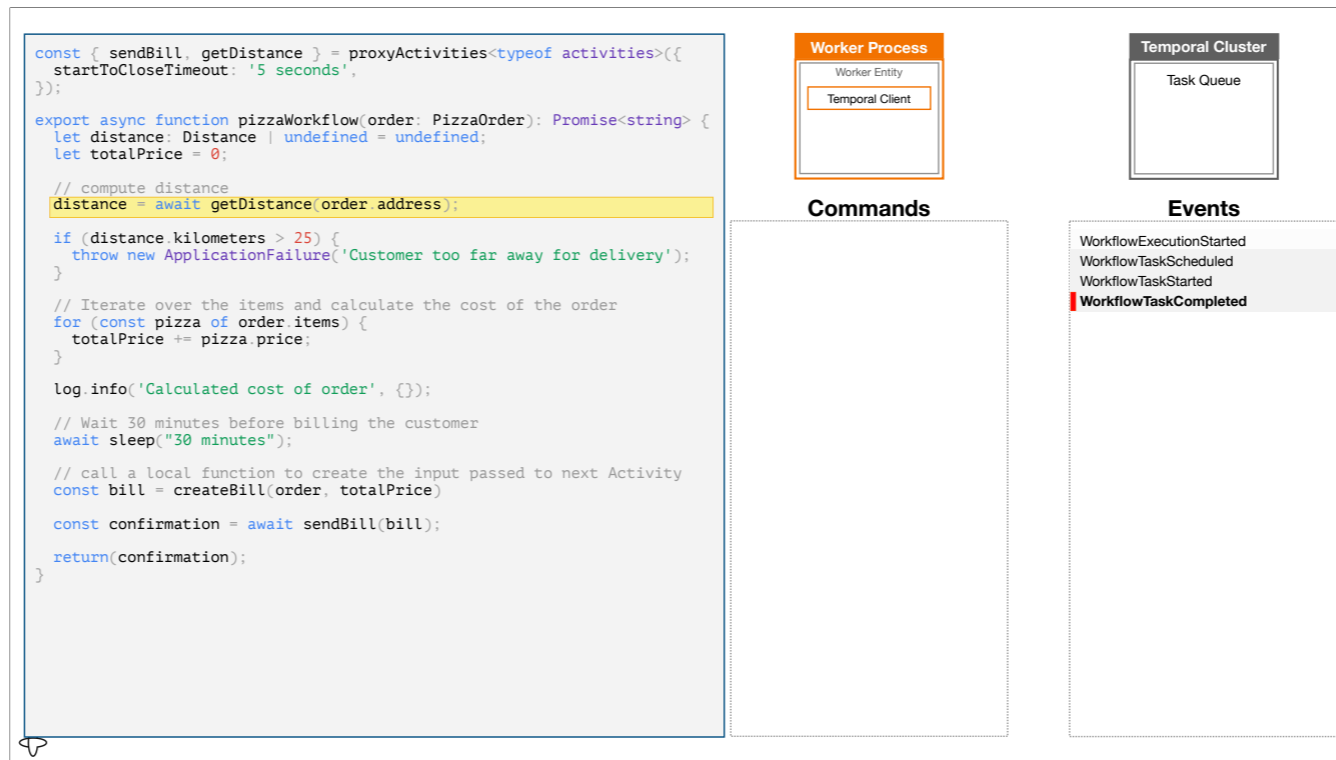 const { sendBill, getDistance } = proxyActivities<typeof activities>({
  startToCloseTimeout: '5 seconds',
});
export async function pizzaWorkflow(order: PizzaOrder): Promise<string> {
  let distance: Distance | undefined = undefined;
  let totalPrice = 0;
  // compute distance
  distance = await getDistance(order.address);
  if (distance.kilometers > 25) {
    throw new ApplicationFailure('Customer too far away for delivery');
  }
  // Iterate over the items and calculate the cost of the order
  for (const pizza of order.items) {
    totalPrice += pizza.price;
  }
  log.info('Calculated cost of order', {});
  // Wait 30 minutes before billing the customer
  await sleep("30 minutes");
  // call a local function to create the input passed to next Activity
  const bill = createBill(order, totalPrice)
  const confirmation = await sendBill(bill);
  return(confirmation);
}
Worker Process
Worker Entity
Temporal Client
Commands
Temporal Cluster
Task Queue
Events
WorkflowExecutionStarted
WorkflowTaskScheduled
WorkflowTaskStarted
WorkflowTaskCompleted